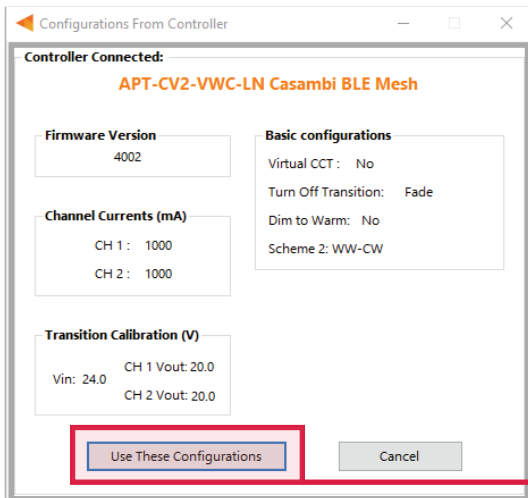 Configurations From Controller
Controller Connected:
APT-CV2-VWC-LN Casambi BLE Mesh
Firmware Version
4002
Basic configurations
Virtual CCT : No
Turn Off Transition: Fade
Dim to Warm: No
Scheme 2: WW-CW
Channel Currents (mA)
CH 1 : 1000
CH 2 : 1000
Transition Calibration (V)
Vin: 24.0
CH 1 Vout: 20.0
CH 2 Vout: 20.0
Use These Configurations
Cancel